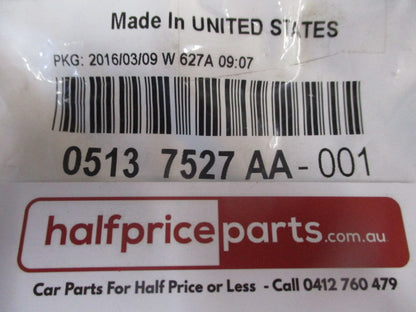 Made In UNITED STATES
PKG: 2016/03/09 W 627A 09:07
0513 7527 AA - 001
halfpriceparts.com.au
Car Parts For Half Price or Less - Call 0412 760 479